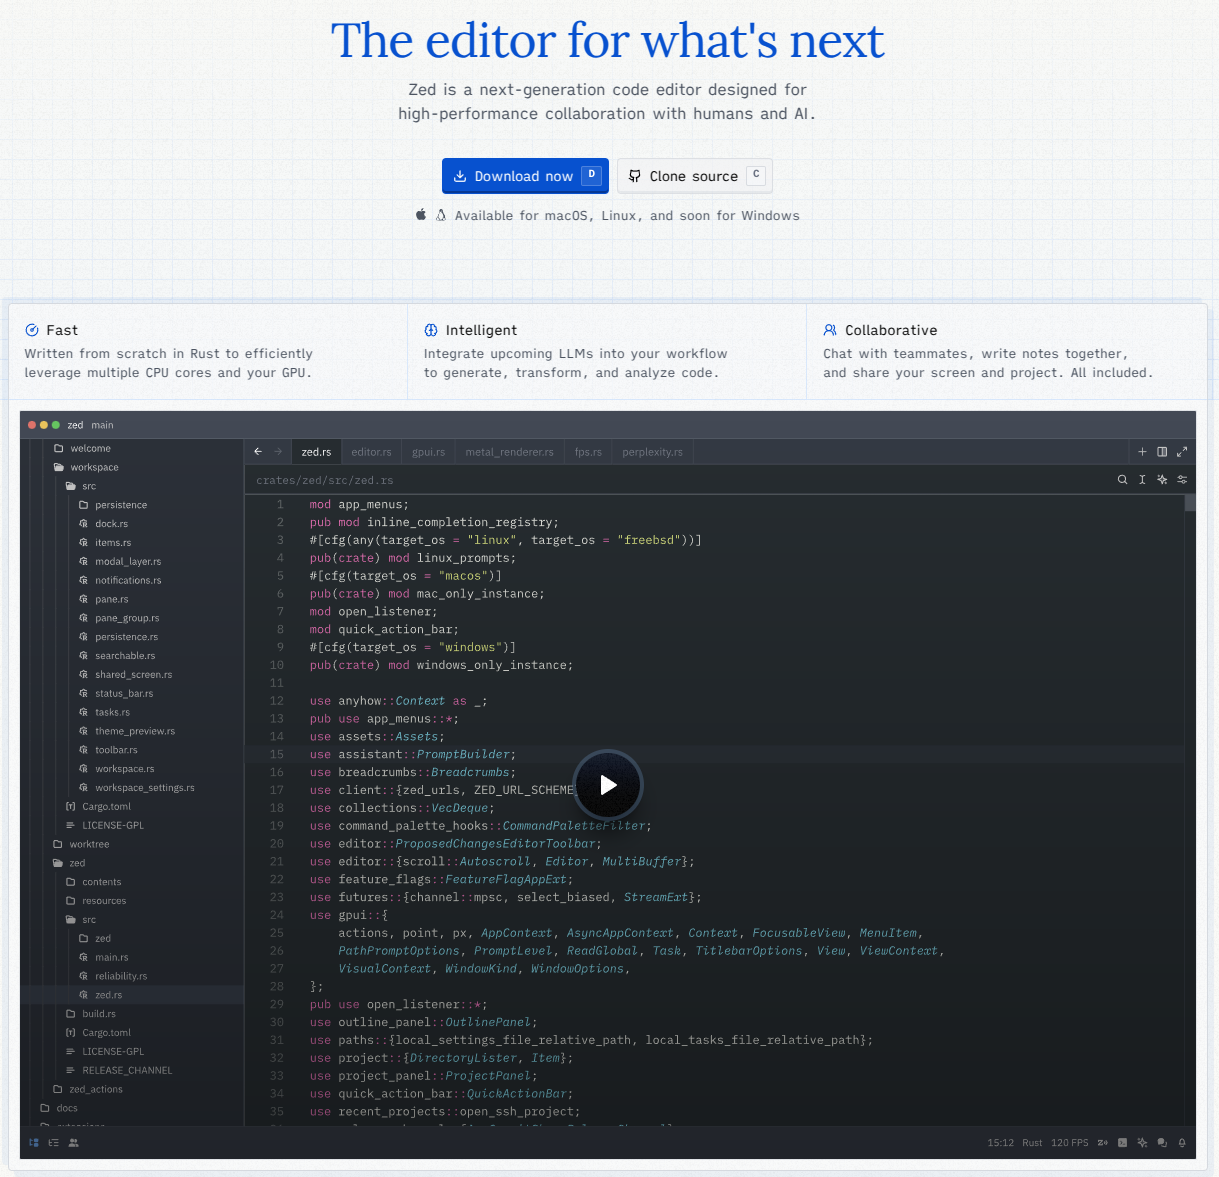 The editor for what's next
Zed is a next-generation code editor designed for
high-performance collaboration with humans and AI.
Download now D
Clone source C
Available for macOS, Linux, and soon for Windows
Fast
Written from scratch in Rust to efficiently
leverage multiple CPU cores and your GPU.
Intelligent
Integrate upcoming LLMs into your workflow
to generate, transform, and analyze code.
Collaborative
Chat with teammates, write notes together,
and share your screen and project. All included.
zed main
welcome
workspace
src
persistence
dock.rs
items.rs
modal_layer.rs
notifications.rs
pane.rs
pane_group.rs
persistence.rs
searchable.rs
shared_screen.rs
status_bar.rs
tasks.rs
theme_preview.rs
toolbar.rs
workspace.rs
workspace_settings.rs
Cargo.toml
LICENSE-GPL
worktree
zed
contents
resources
src
zed
main.rs
reliability.rs
zed.rs
build.rs
Cargo.toml
LICENSE-GPL
RELEASE_CHANNEL
zed_actions
docs
zed.rs editor.rs gpui.rs metal_renderer.rs fps.rs perplexity.rs
crates/zed/src/zed.rs
1 mod app_menus;
2 pub mod inline_completion_registry;
3 #[cfg(any(target_os = "linux", target_os = "freebsd"))]
4 pub(crate) mod linux_prompts;
5 #[cfg(target_os = "macos")]
6 pub(crate) mod mac_only_instance;
7 mod open_listener;
8 mod quick_action_bar;
9 #[cfg(target_os = "windows")]
10 pub(crate) mod windows_only_instance;
11
12 use anyhow::Context as _;
13 pub use app_menus::*;
14 use assets::Assets;
15 use assistant::PromptBuilder;
16 use breadcrumbs::Breadcrumbs;
17 use client::{zed_urls, ZED_URL_SCHEME
18 use collections::VecDeque;
19 use command_palette_hooks::CommandPaletteFilter;
20 use editor::ProposedChangesEditorToolbar;
21 use editor::{scroll::Autoscroll, Editor, MultiBuffer};
22 use feature_flags::FeatureFlagAppExt;
23 use futures::{channel::mpsc, select_biased, StreamExt};
24 use gpui::{
25 actions, point, px, AppContext, AsyncAppContext, Context, FocusableView, MenuItem,
26 PathPromptOptions, PromptLevel, ReadGlobal, Task, TitlebarOptions, View, ViewContext,
27 VisualContext, WindowKind, WindowOptions,
28 };
29 pub use open_listener::*;
30 use outline_panel::OutlinePanel;
31 use paths::{local_settings_file_relative_path, local_tasks_file_relative_path};
32 use project::{DirectoryLister, Item};
33 use project_panel::ProjectPanel;
34 use quick_action_bar::QuickActionBar;
35 use recent_projects::open_ssh_project;
15:12 Rust 120 FPS